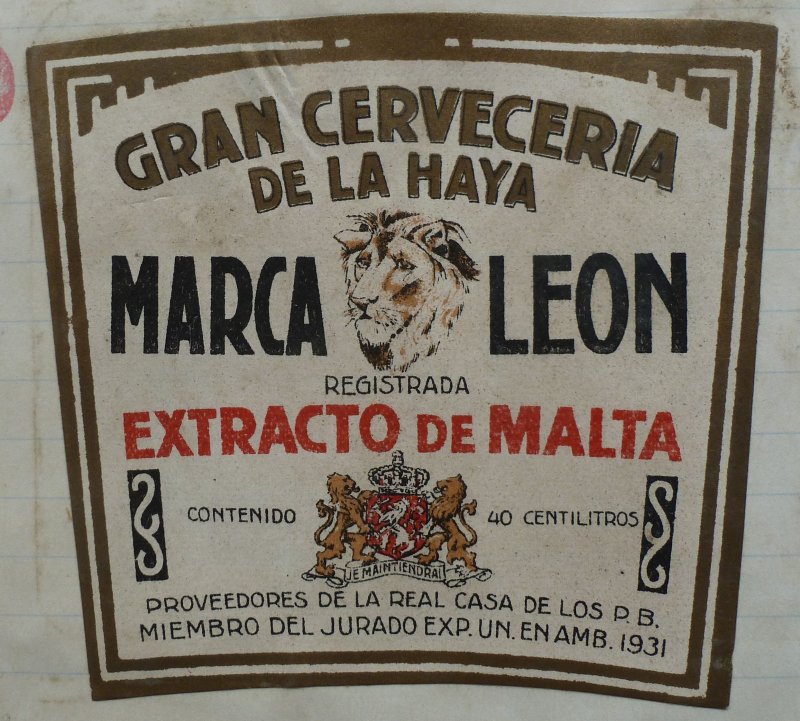 GRAN CERVECERIA
DE LA HAYA
MARCA LEON
REGISTRADA
EXTRACTO DE MALTA
CONTENIDO 40 CENTILITROS
JE MAINTIENDRAI
PROVEEDORES DE LA REAL CASA DE LOS P.B.
MIEMBRO DEL JURADO EXP. UN. EN AMB. 1931